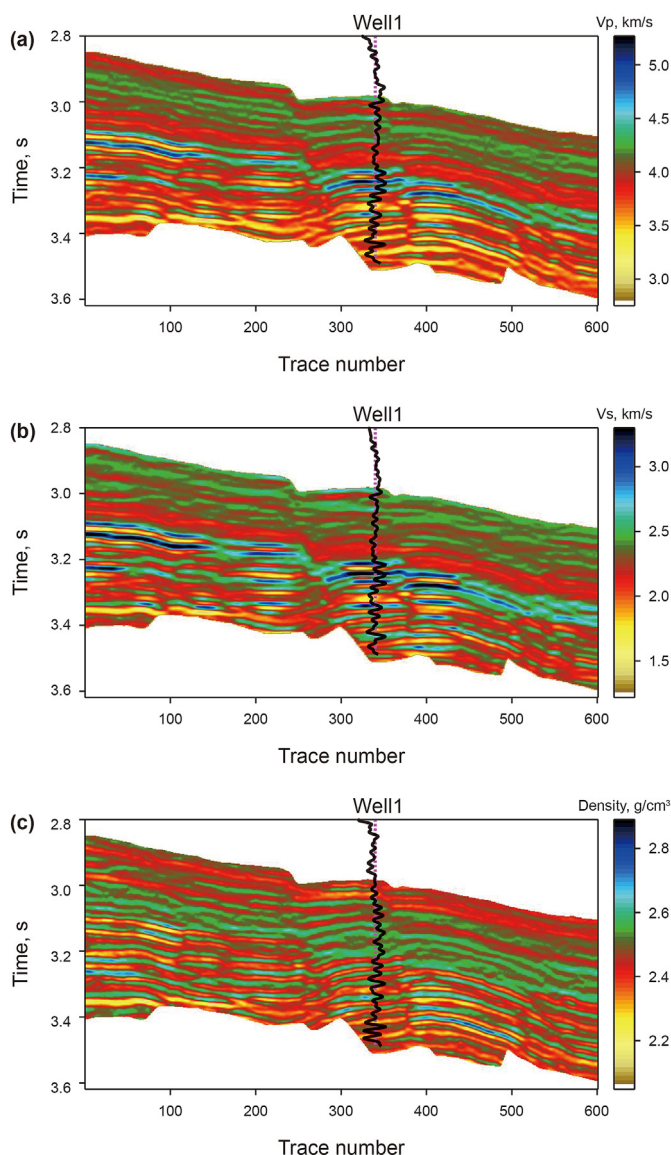 (a)
Well1
Vp, km/s
2.8
3.0
3.2
3.4
3.6
Time, s
100 200 300 400 500 600
Trace number
5.0
4.5
4.0
3.5
3.0
(b)
Well1
Vs, km/s
2.8
3.0
3.2
3.4
3.6
Time, s
100 200 300 400 500 600
Trace number
3.0
2.5
2.0
1.5
(c)
Well1
Density, g/cm³
2.8
3.0
3.2
3.4
3.6
Time, s
100 200 300 400 500 600
Trace number
2.8
2.6
2.4
2.2